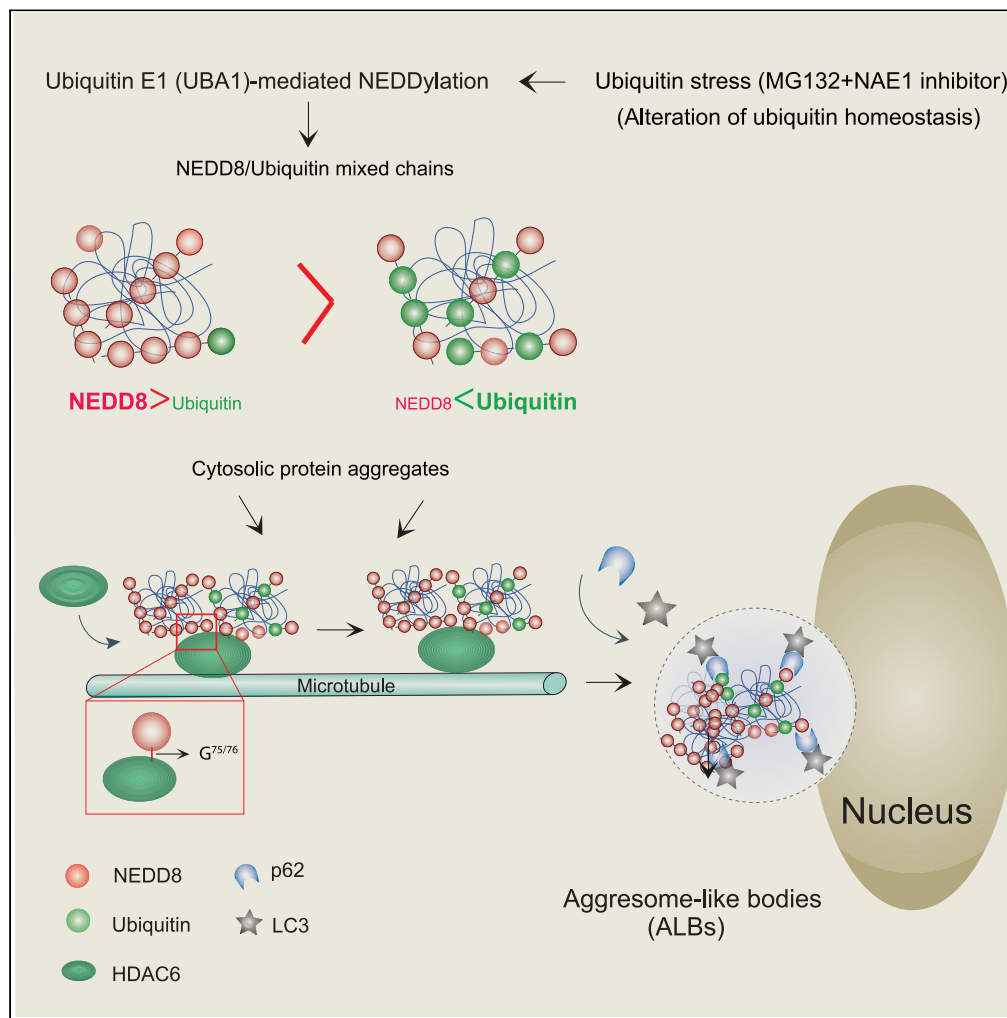 Ubiquitin E1 (UBA1)-mediated NEDDylation
Ubiquitin stress (MG132+NAE1 inhibitor)
(Alteration of ubiquitin homeostasis)
NEDD8/Ubiquitin mixed chains
NEDD8>Ubiquitin
NEDD8<Ubiquitin
Cytosolic protein aggregates
Microtubule
G75/76
Nucleus
Aggresome-like bodies
(ALBs)
NEDD8
p62
Ubiquitin
LC3
HDAC6